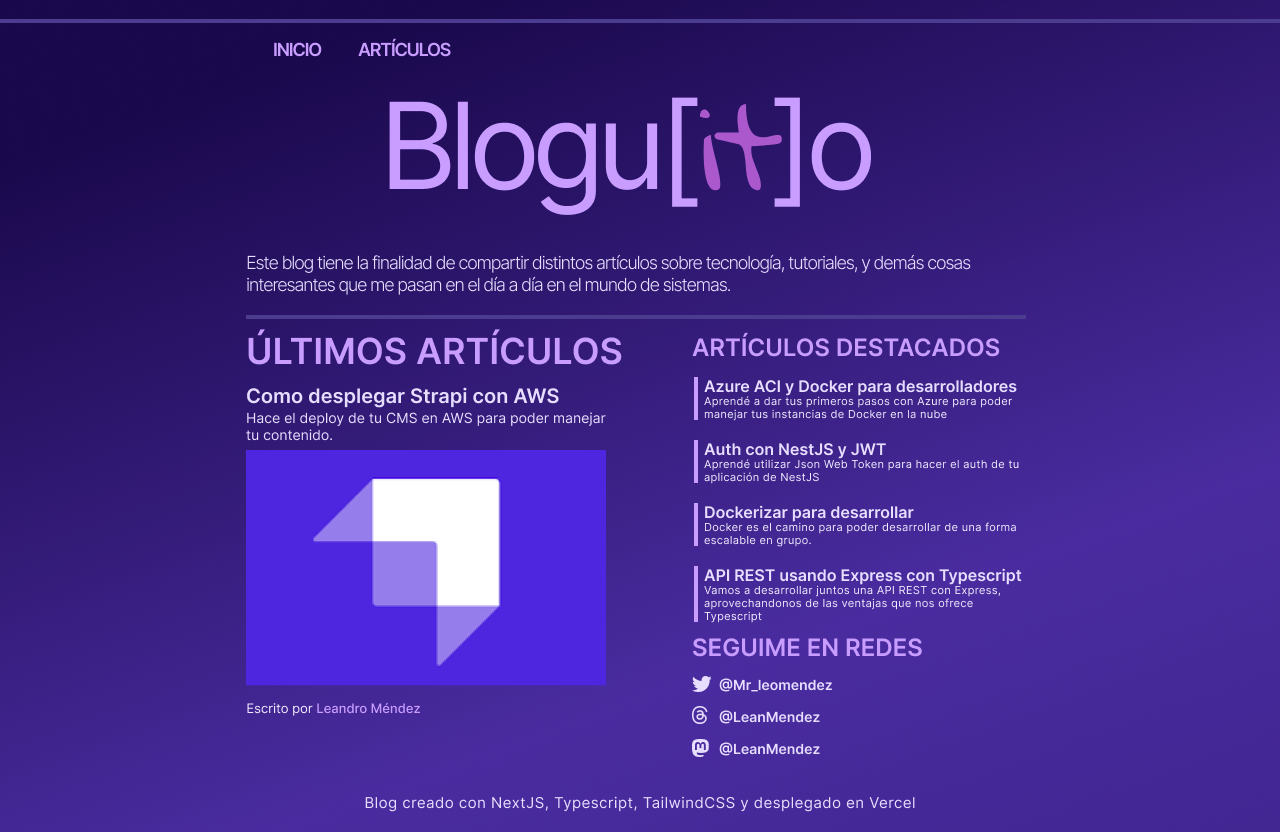 INICIO ARTÍCULOS
Blogu[it]o
Este blog tiene la finalidad de compartir distintos artículos sobre tecnología, tutoriales, y demás cosas
interesantes que me pasan en el día a día en el mundo de sistemas.
ÚLTIMOS ARTÍCULOS
Como desplegar Strapi con AWS
Hace el deploy de tu CMS en AWS para poder manejar
tu contenido.
Escrito por Leandro Méndez
ARTÍCULOS DESTACADOS
Azure ACI y Docker para desarrolladores
Aprendé a dar tus primeros pasos con Azure para poder
manejar tus instancias de Docker en la nube
Auth con NestJS y JWT
Aprendé utilizar Json Web Token para hacer el auth de tu
aplicación de NestJS
Dockerizar para desarrollar
Docker es el camino para poder desarrollar de una forma
escalable en grupo.
API REST usando Express con Typescript
Vamos a desarrollar juntos una API REST con Express,
aprovechandonos de las ventajas que nos ofrece
Typescript
SEGUIME EN REDES
@Mr_leomendez
@LeanMendez
@LeanMendez
Blog creado con NextJS, Typescript, TailwindCSS y desplegado en Vercel